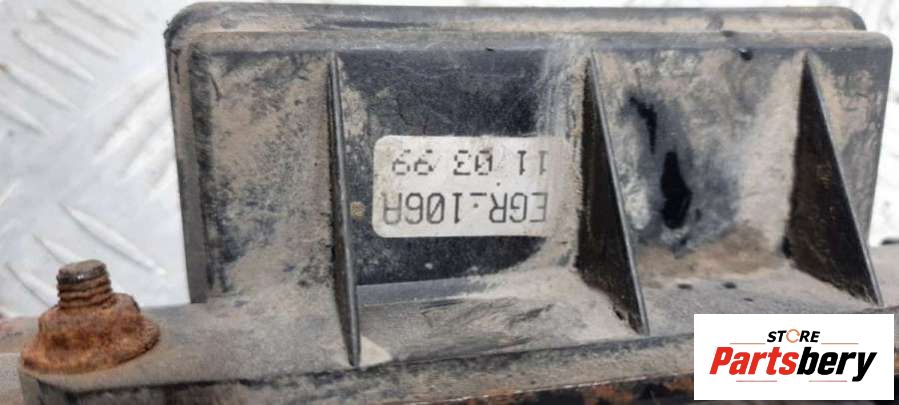 EGR-106A
11 03 99
STORE
Partsbery